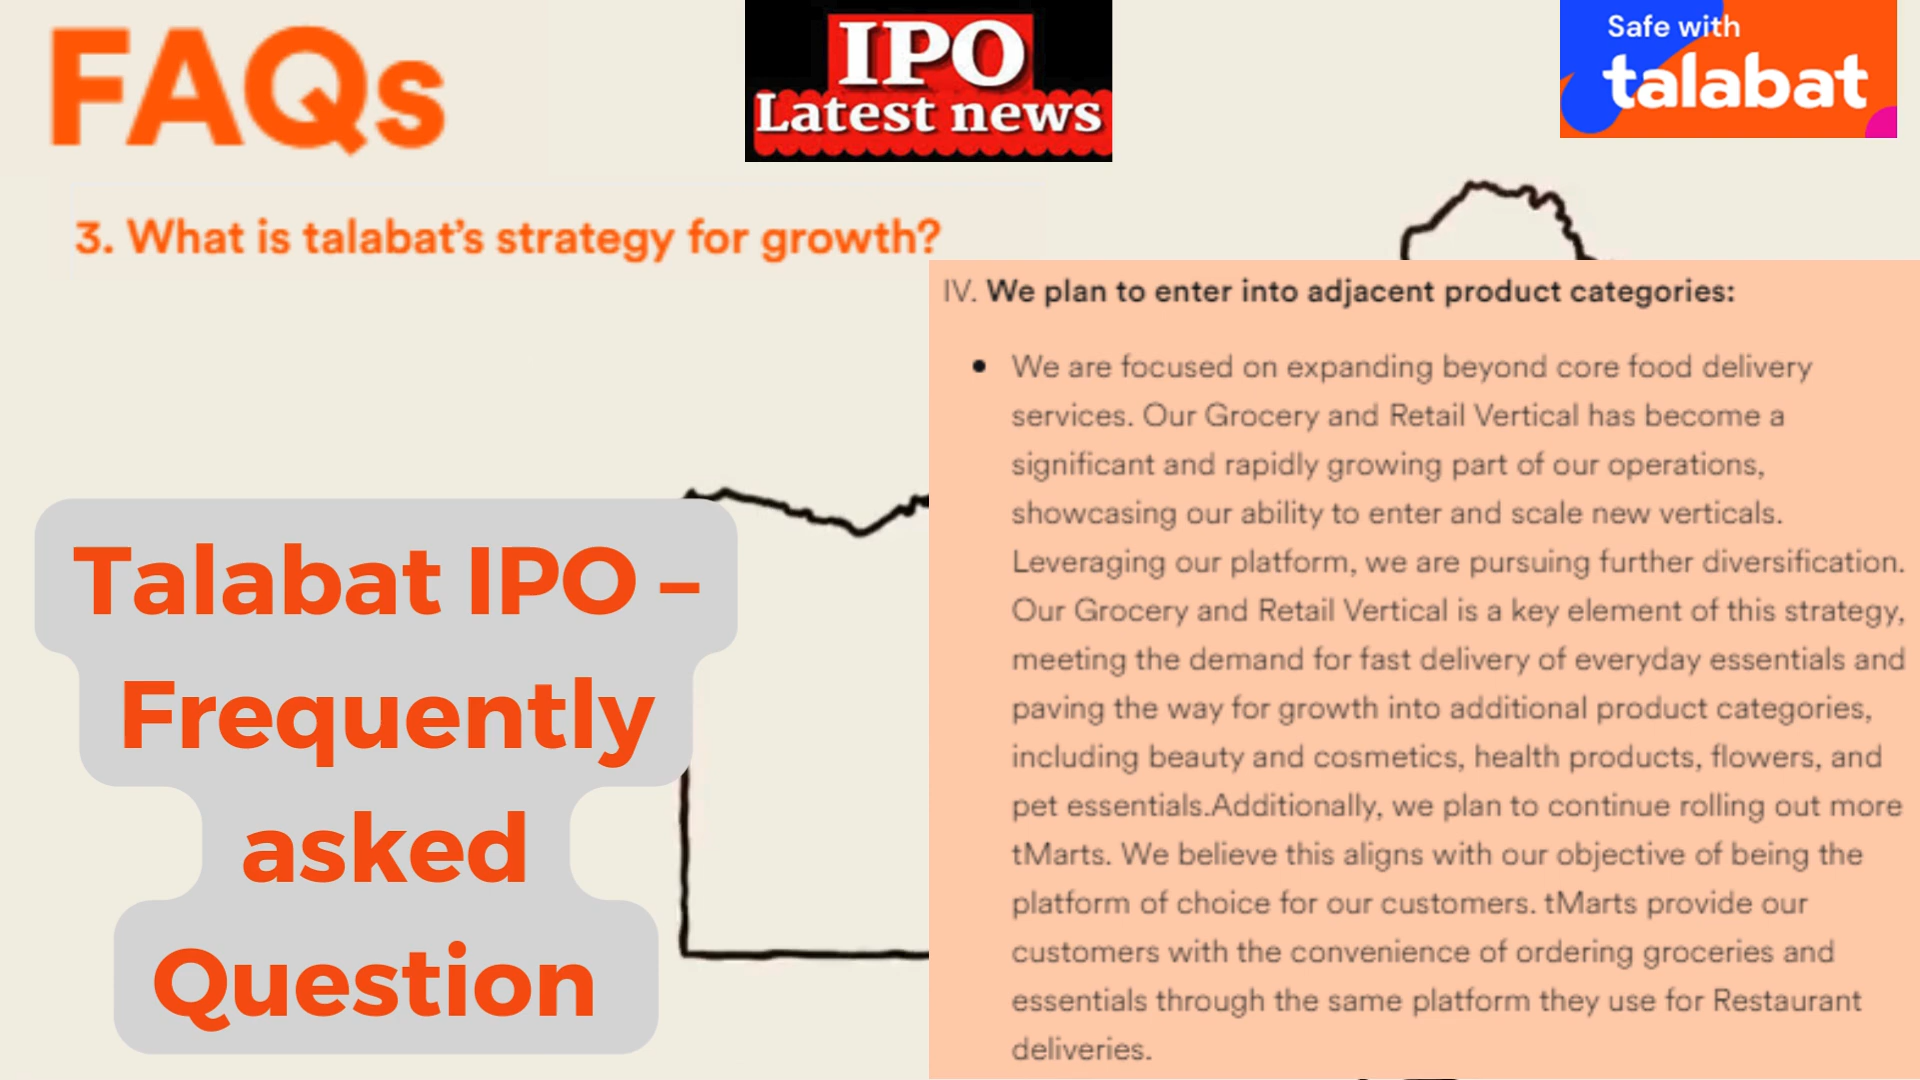 FAQs
IPO
Latest news
Safe with
talabat
3. What is talabat’s strategy for growth?
IV. We plan to enter into adjacent product categories:
• We are focused on expanding beyond core food delivery
services. Our Grocery and Retail Vertical has become a
significant and rapidly growing part of our operations,
showcasing our ability to enter and scale new verticals.
Leveraging our platform, we are pursuing further diversification.
Our Grocery and Retail Vertical is a key element of this strategy,
meeting the demand for fast delivery of everyday essentials and
paving the way for growth into additional product categories,
including beauty and cosmetics, health products, flowers, and
pet essentials.Additionally, we plan to continue rolling out more
tMarts. We believe this aligns with our objective of being the
platform of choice for our customers. tMarts provide our
customers with the convenience of ordering groceries and
essentials through the same platform they use for Restaurant
deliveries.
Talabat IPO –
Frequently
asked
Question